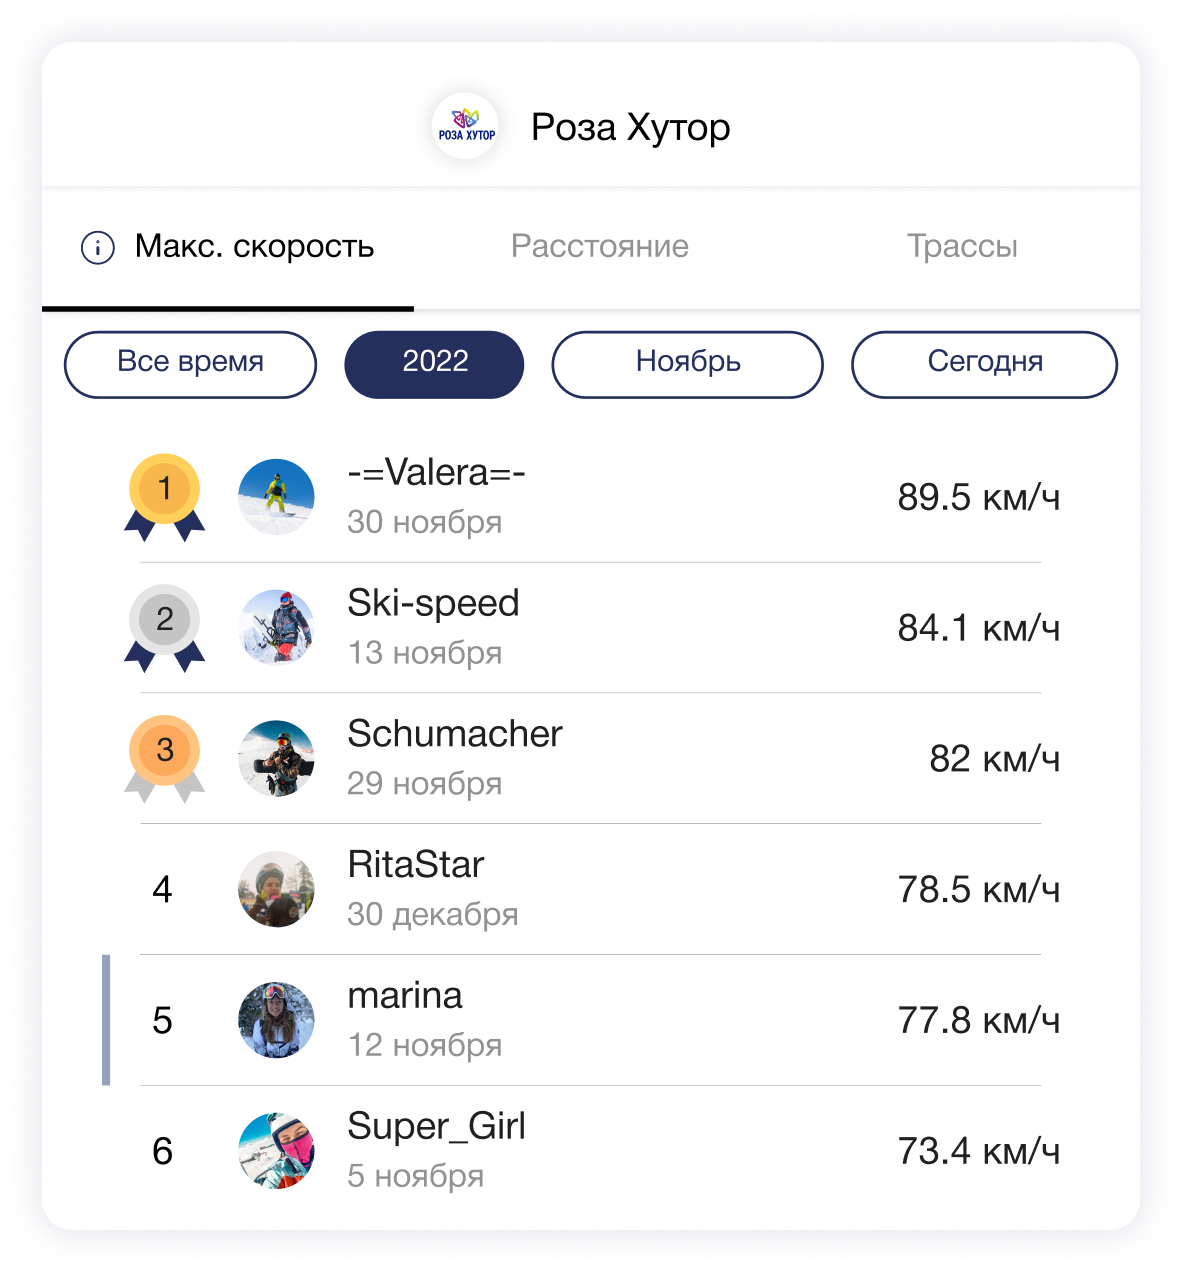 РОЗА ХУТОР
Роза Хутор
Макс. скорость
Расстояние
Трассы
Все время
2022
Ноябрь
Сегодня
1
-=Valera=-
30 ноября
89.5 км/ч
2
Ski-speed
13 ноября
84.1 км/ч
3
Schumacher
29 ноября
82 км/ч
4
RitaStar
30 декабря
78.5 км/ч
5
marina
12 ноября
77.8 км/ч
6
Super_Girl
5 ноября
73.4 км/ч